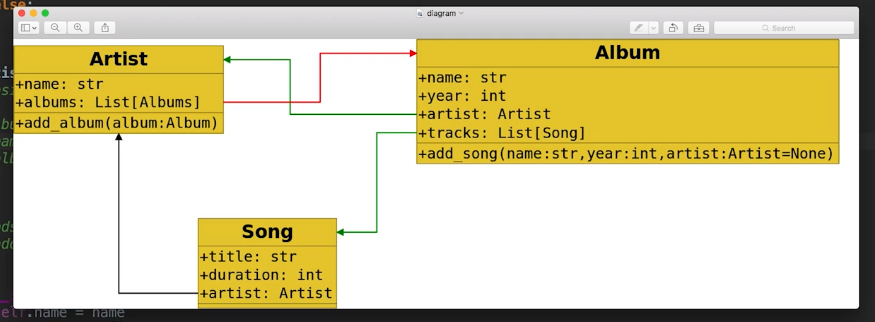 diagram
Search
Artist
+name: str
+albums: List[Albums]
+add_album(album:Album)
Album
+name: str
+year: int
+artist: Artist
+tracks: List[Song]
+add_song(name:str,year:int,artist:Artist=None)
Song
+title: str
+duration: int
+artist: Artist
self.name = name